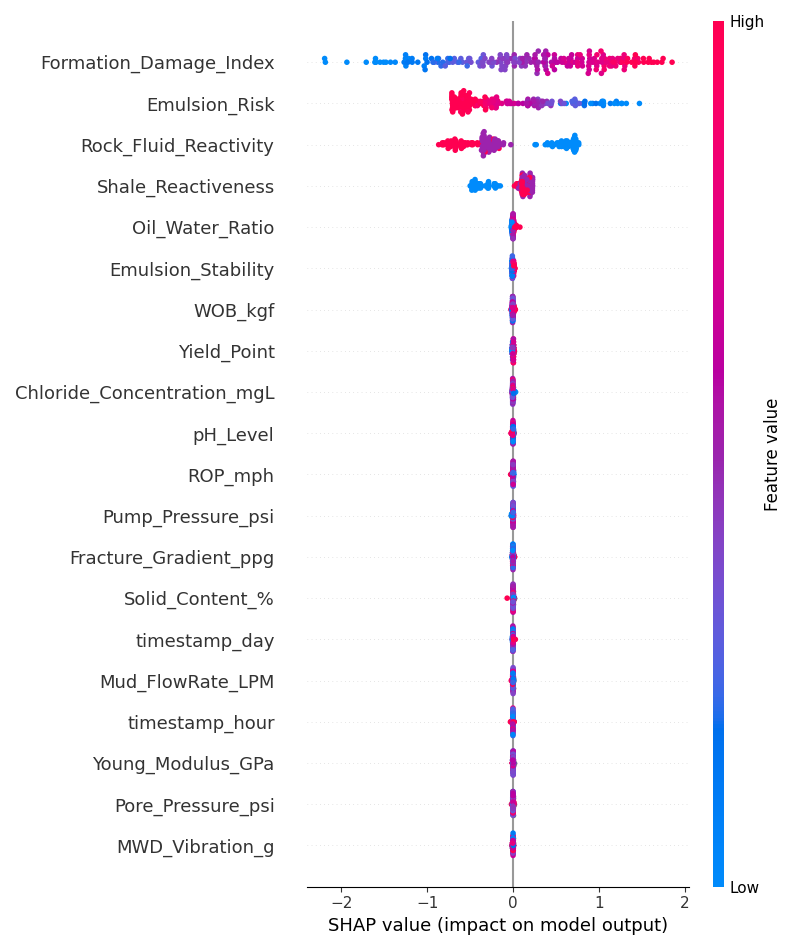 High
Formation_Damage_Index
Emulsion_Risk
Rock_Fluid_Reactivity
Shale_Reactiveness
Oil_Water_Ratio
Emulsion_Stability
WOB_kgf
Yield_Point
Chloride_Concentration_mgL
pH_Level
ROP_mph
Pump_Pressure_psi
Fracture_Gradient_ppg
Solid_Content_%
timestamp_day
Mud_FlowRate_LPM
timestamp_hour
Young_Modulus_GPa
Pore_Pressure_psi
MWD_Vibration_g
Feature value
Low
−2 −1 0 1 2
SHAP value (impact on model output)